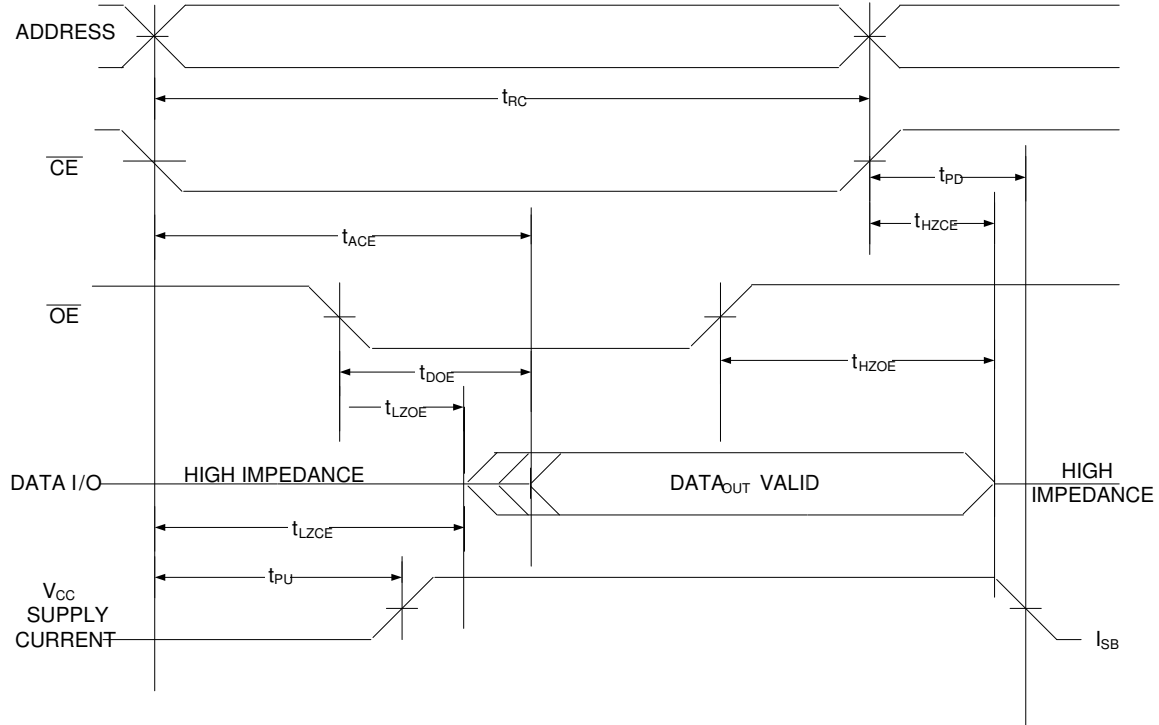 ADDRESS
tRC
CE
tPD
tHZCE
tACE
OE
tHZOE
tDOE
tLZOE
DATA I/O
HIGH IMPEDANCE
DATAOUT VALID
HIGH
IMPEDANCE
tLZCE
tPU
VCC
SUPPLY
CURRENT
ISB